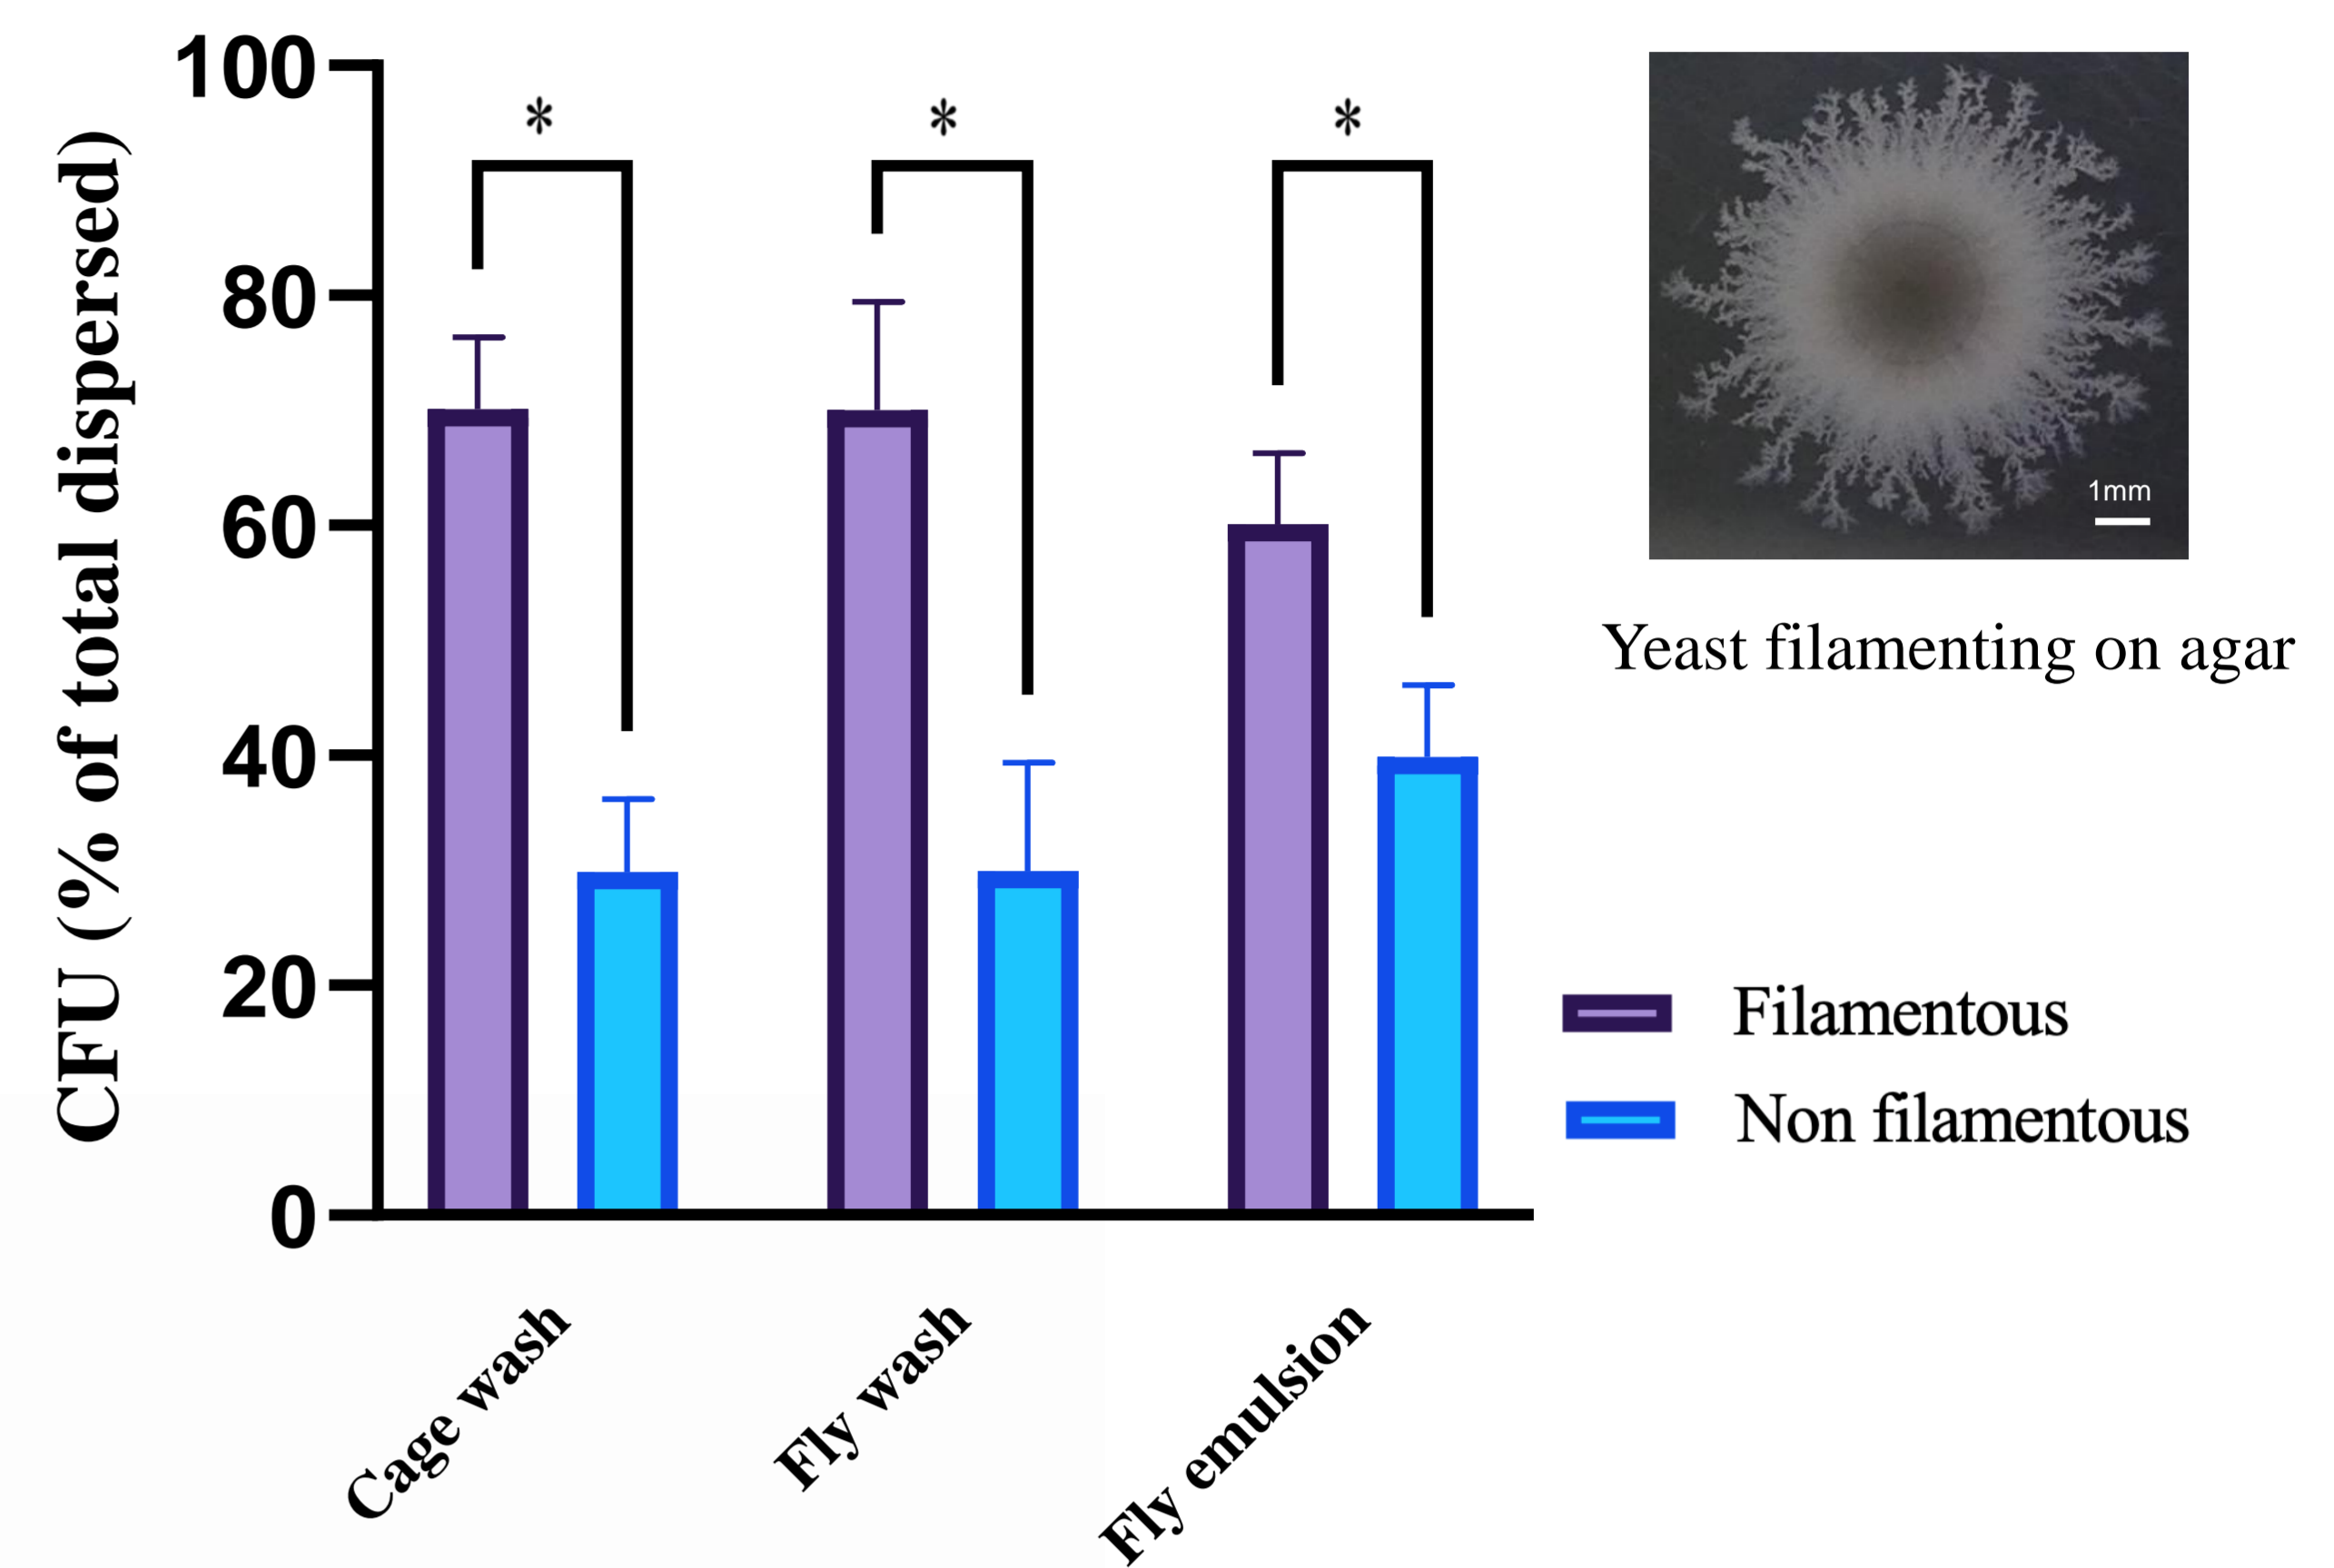 CFU (% of total dispersed)
100
80
60
40
20
0
*
*
*
Cage wash
Fly wash
Fly emulsion
1mm
Yeast filamenting on agar
Filamentous
Non filamentous